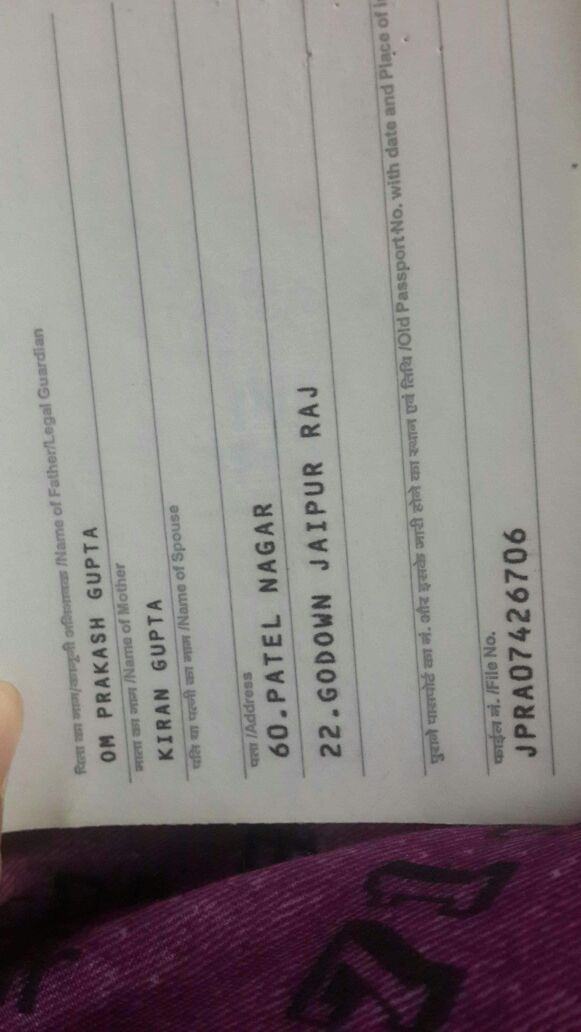 पिता का नाम/कानूनी अभिभावक /Name of Father/Legal Guardian
OM PRAKASH GUPTA
माता का नाम /Name of Mother
KIRAN GUPTA
पति या पत्नी का नाम /Name of Spouse
पता /Address
60.PATEL NAGAR
22.GODOWN JAIPUR RAJ
पुराने पासपोर्ट का नं. और इसके जारी होने का स्थान एवं तिथि /Old Passport No. with date and Place of
फाईल नं. /File No.
JPRA07426706
71